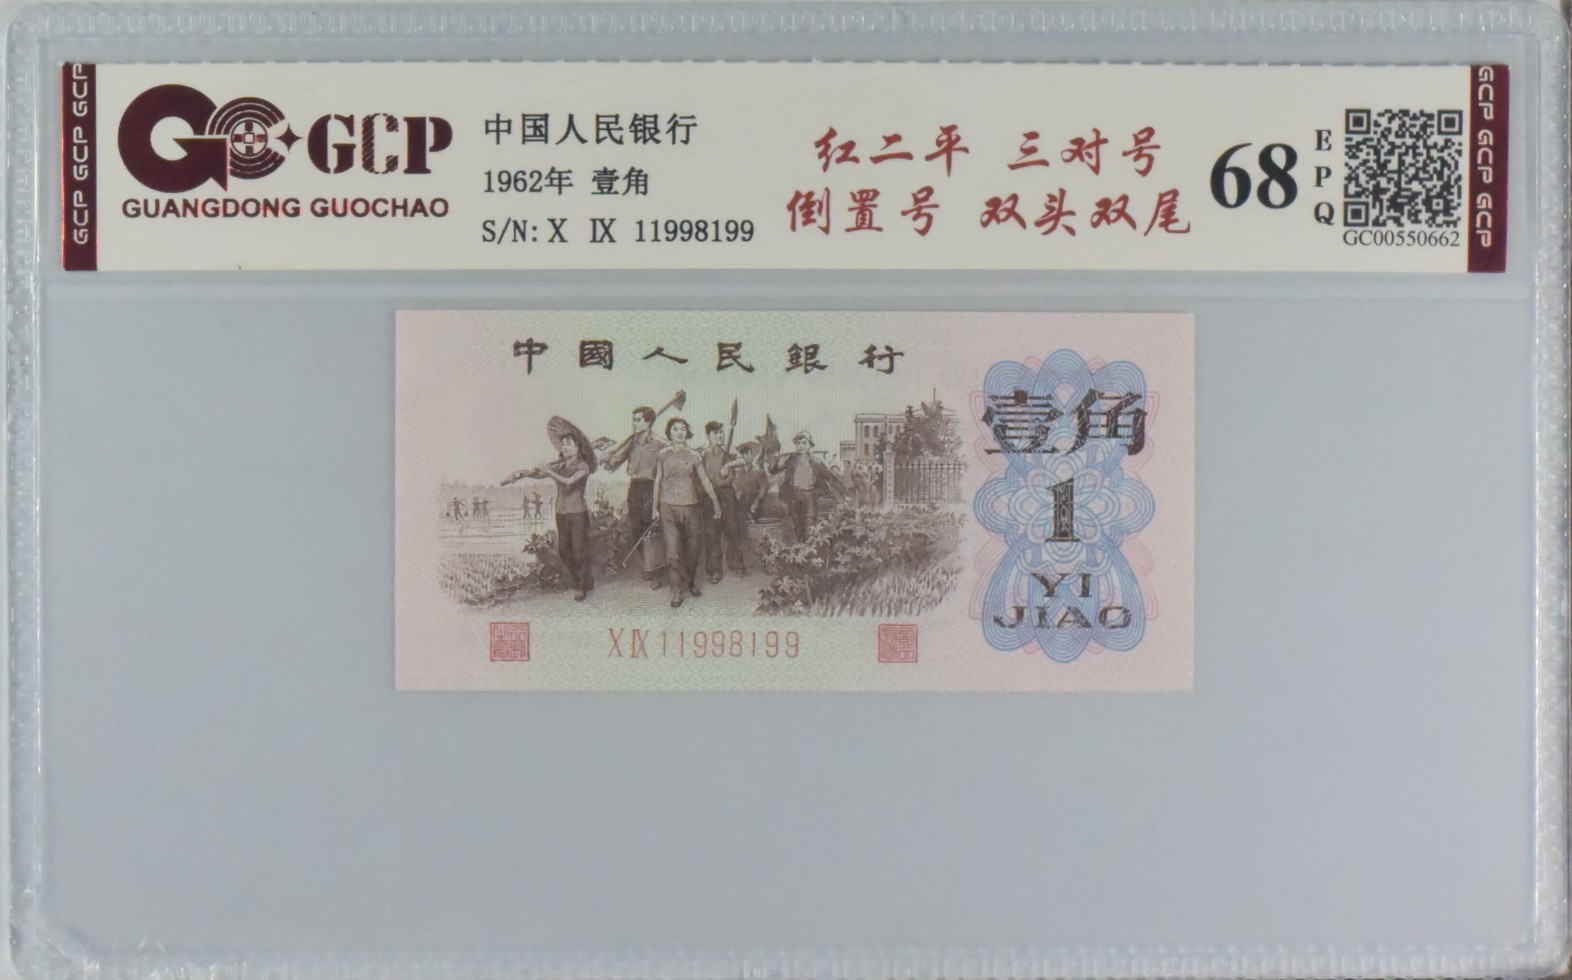 GCP GCP GCP
GCP
GUANGDONG GUOCHAO
中国人民银行
1962年 壹角
S/N: X IX 11998199
红二平 三对号
倒置号 双头双尾
68
EPQ
GC00550662
GCP GCP GCP
中國人民銀行
壹角
1
YI
JIAO
X IX 11998199